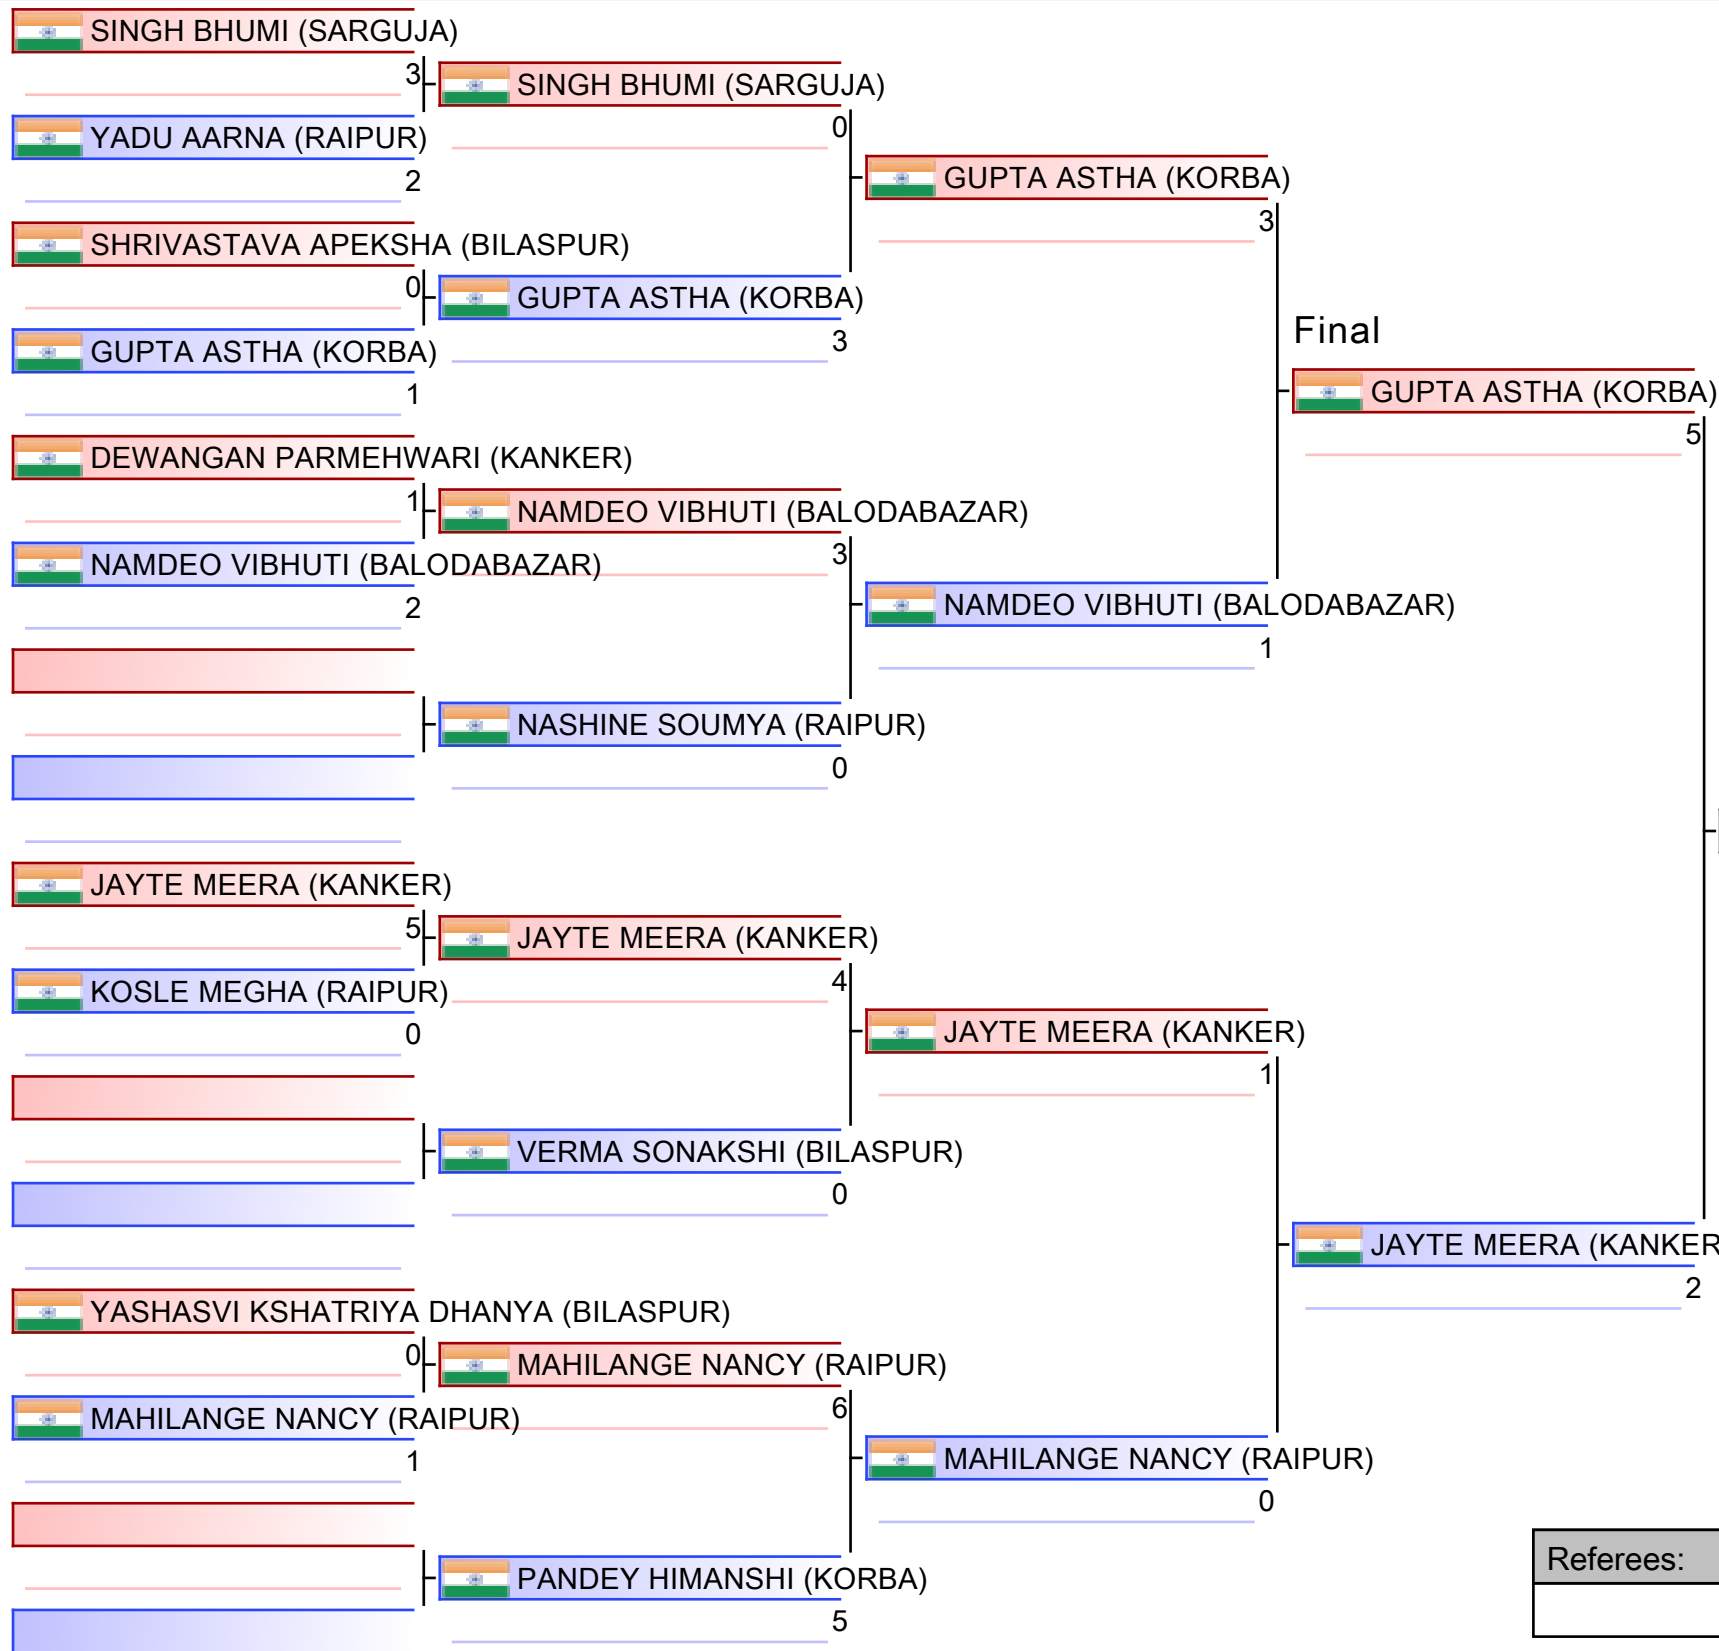 SINGH BHUMI (SARGUJA)
3
SINGH BHUMI (SARGUJA)
0
YADU AARNA (RAIPUR)
2
GUPTA ASTHA (KORBA)
3
SHRIVASTAVA APEKSHA (BILASPUR)
0
GUPTA ASTHA (KORBA)
3
GUPTA ASTHA (KORBA)
1
Final
GUPTA ASTHA (KORBA)
5
DEWANGAN PARMEHWARI (KANKER)
1
NAMDEO VIBHUTI (BALODABAZAR)
3
NAMDEO VIBHUTI (BALODABAZAR)
2
NAMDEO VIBHUTI (BALODABAZAR)
1
NASHINE SOUMYA (RAIPUR)
0
JAYTE MEERA (KANKER)
5
JAYTE MEERA (KANKER)
4
KOSLE MEGHA (RAIPUR)
0
JAYTE MEERA (KANKER)
1
VERMA SONAKSHI (BILASPUR)
0
JAYTE MEERA (KANKER
2
YASHASVI KSHATRIYA DHANYA (BILASPUR)
0
MAHILANGE NANCY (RAIPUR)
6
MAHILANGE NANCY (RAIPUR)
1
MAHILANGE NANCY (RAIPUR)
0
PANDEY HIMANSHI (KORBA)
5
Referees: